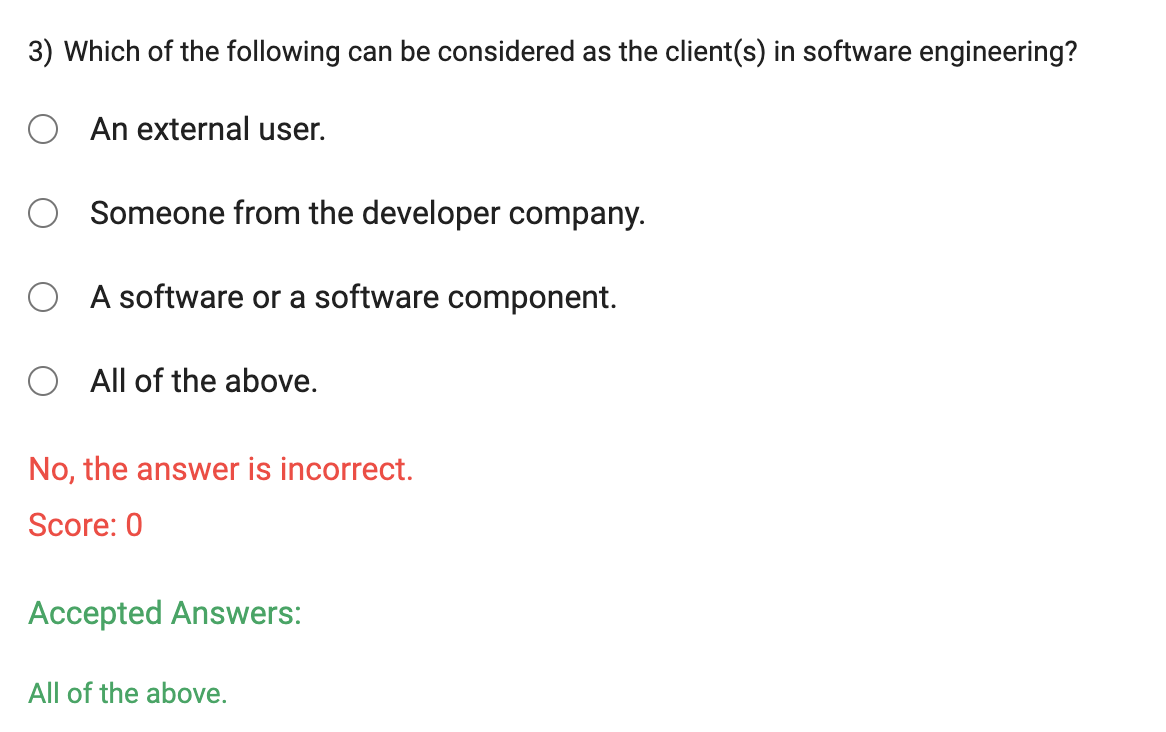 3) Which of the following can be considered as the client(s) in software engineering?
An external user.
Someone from the developer company.
A software or a software component.
All of the above.
No, the answer is incorrect.
Score: 0
Accepted Answers:
All of the above.